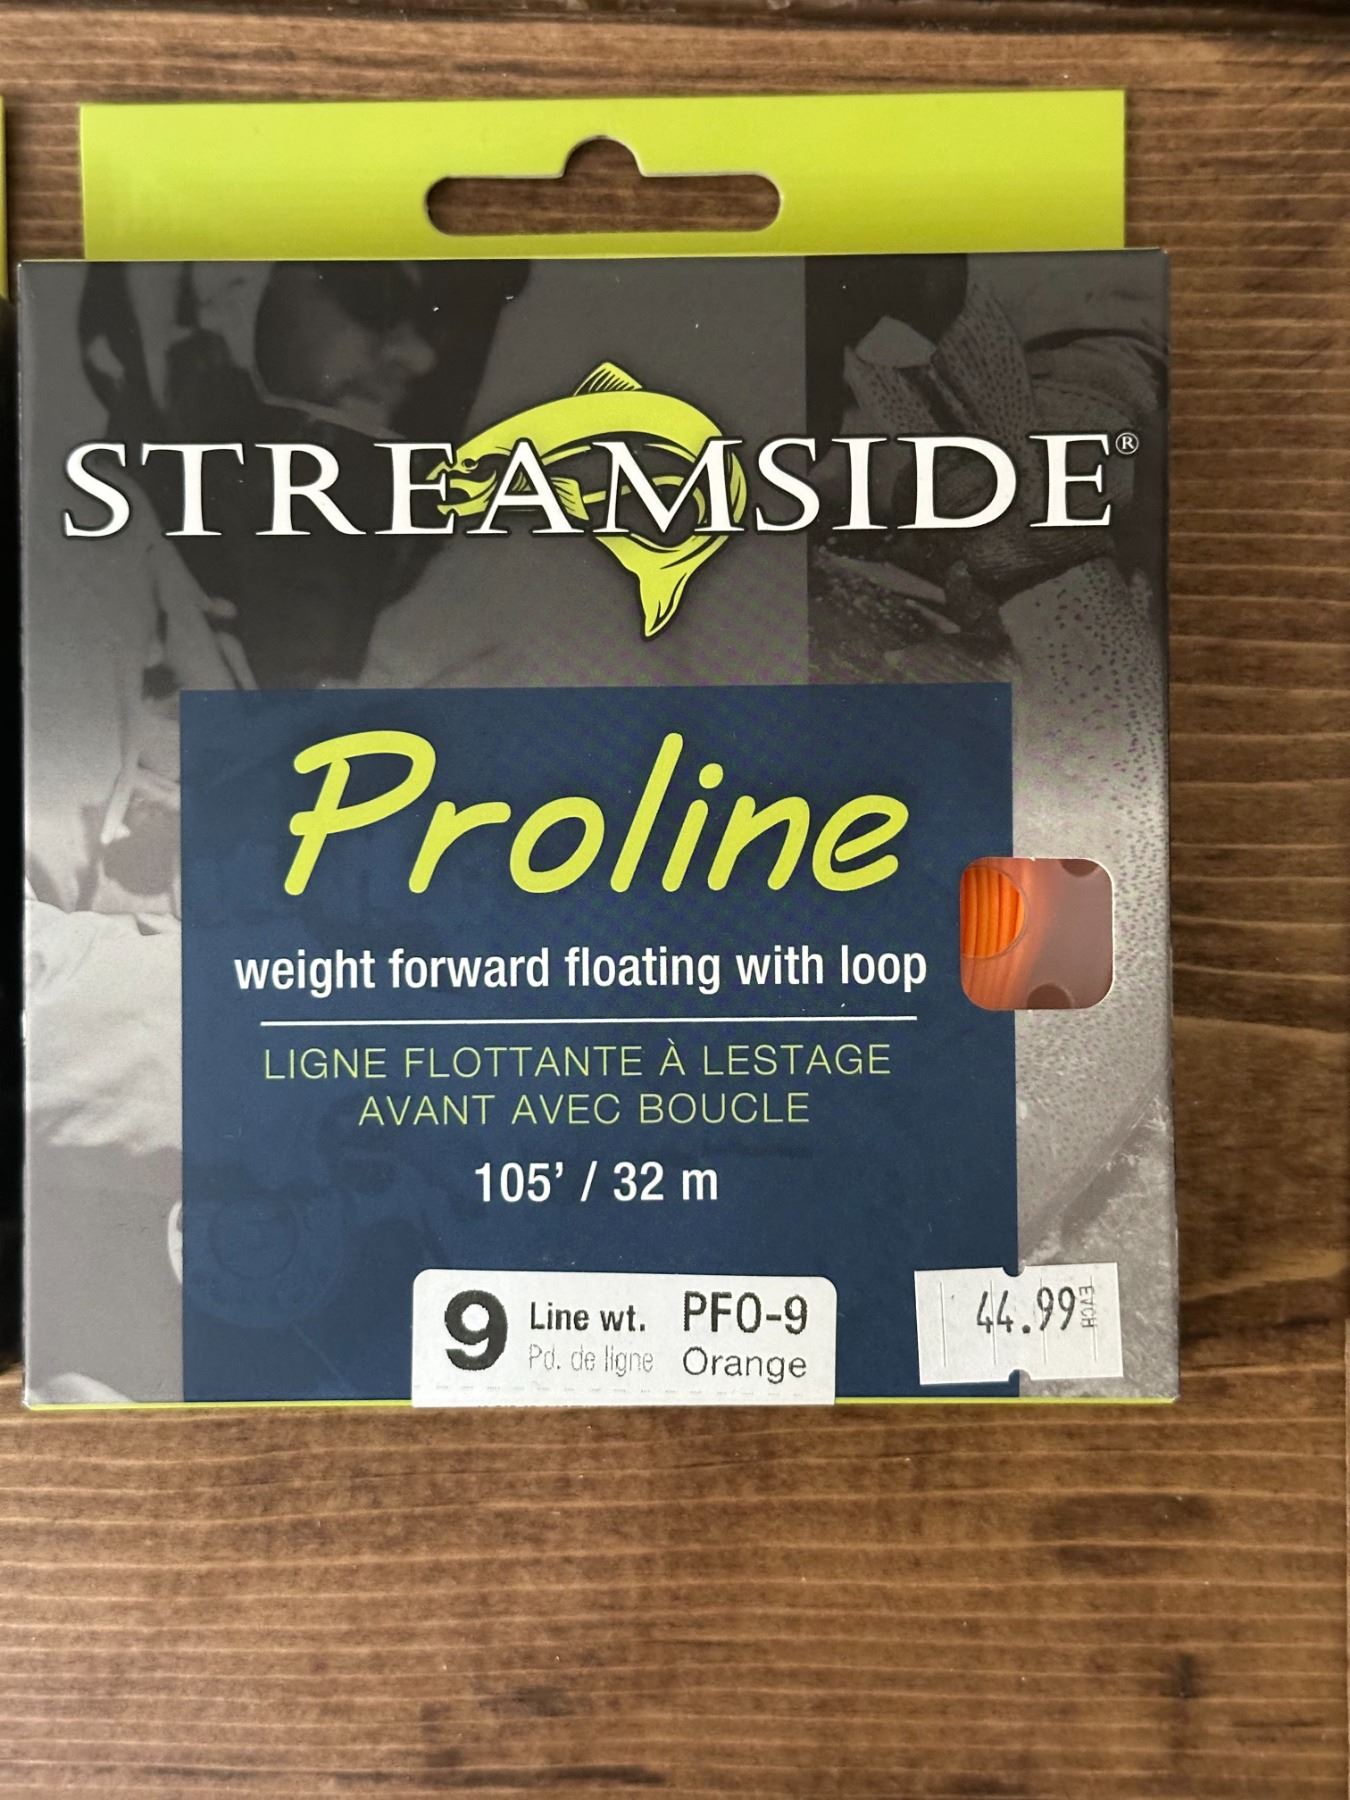 STREAMSIDE®
Proline
weight forward floating with loop
LIGNE FLOTTANTE À LESTAGE
AVANT AVEC BOUCLE
105' / 32 m
9 Line wt. PFO-9
Pd. de ligne Orange
44.99 EACH